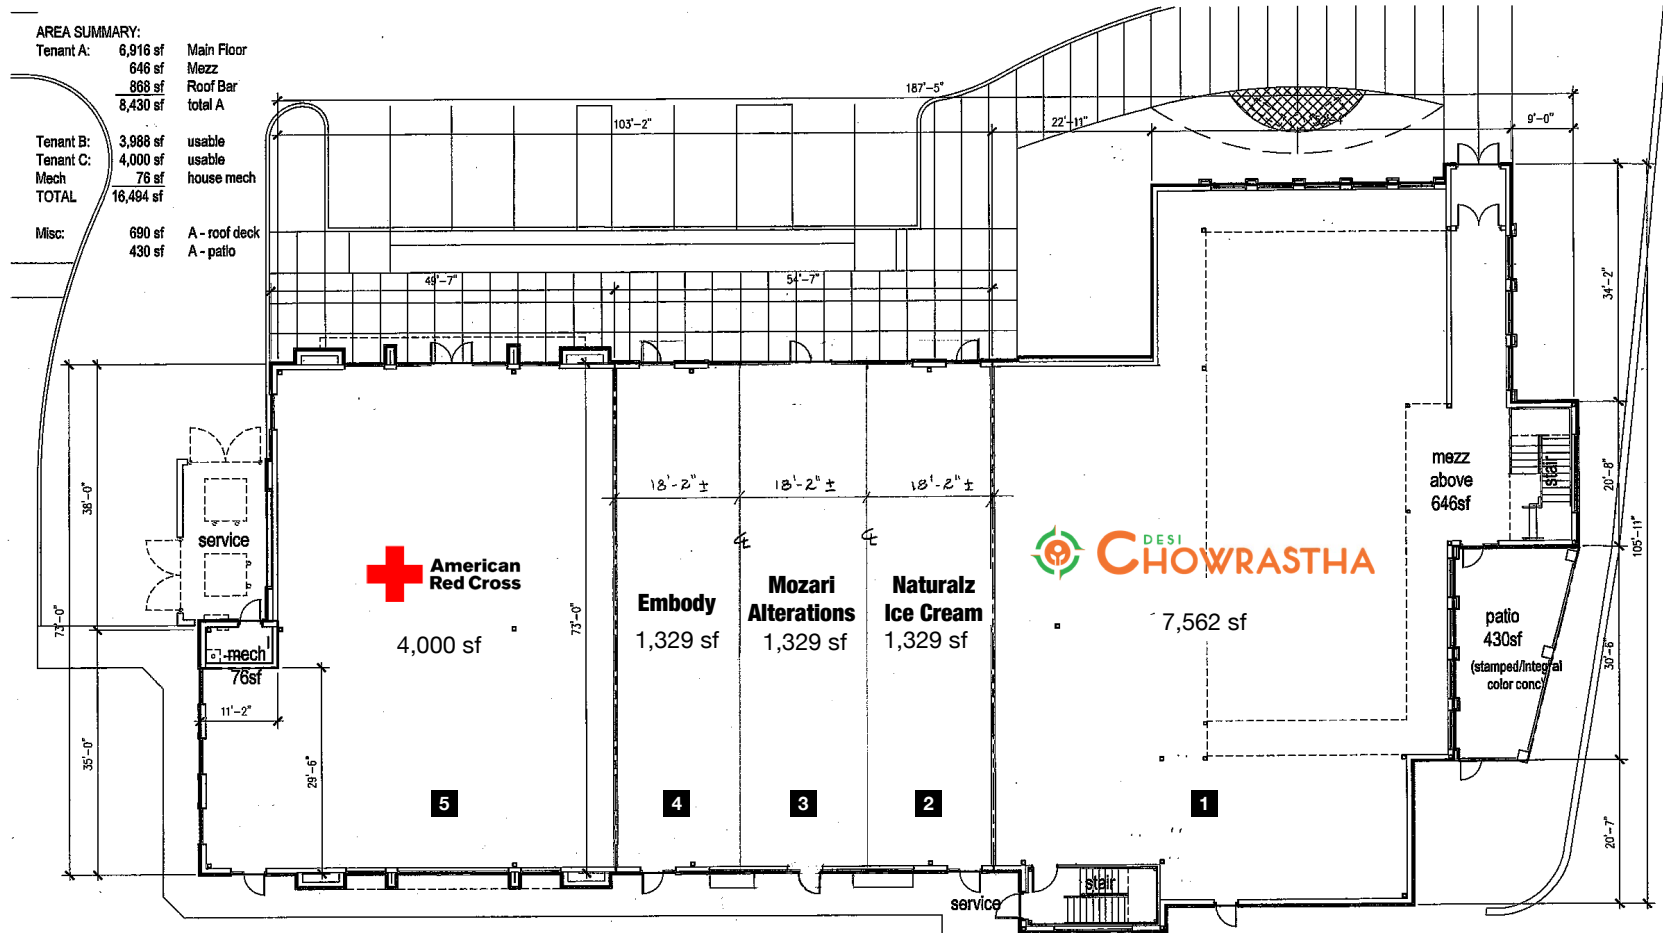 AREA SUMMARY:
Tenant A: 6,916 sf Main Floor
646 sf Mezz
868 sf Roof Bar
8,430 sf total A
Tenant B: 3,988 sf usable
Tenant C: 4,000 sf usable
Mech 76 sf house mech
TOTAL 16,494 sf
Misc: 690 sf A - roof deck
430 sf A - patio
187'-5"
103'-2"
22'-11"
9'-0"
49'-7"
54'-7"
34'-2"
38'-0"
73'-0"
35'-0"
service
mech
76sf
11'-2"
29'-6"
73'-0"
American
Red Cross
4,000 sf
5
18'-2" ±
18'-2" ±
18'-2" ±
Embody
1,329 sf
4
Mozari
Alterations
1,329 sf
3
Naturalz
Ice Cream
1,329 sf
2
DESI
CHOWRASTHA
7,562 sf
1
mezz
above
646sf
stair
20'-8"
105'-11"
patio
430sf
(stamped/integral
color conc)
30'-6"
20'-7"
stair
service